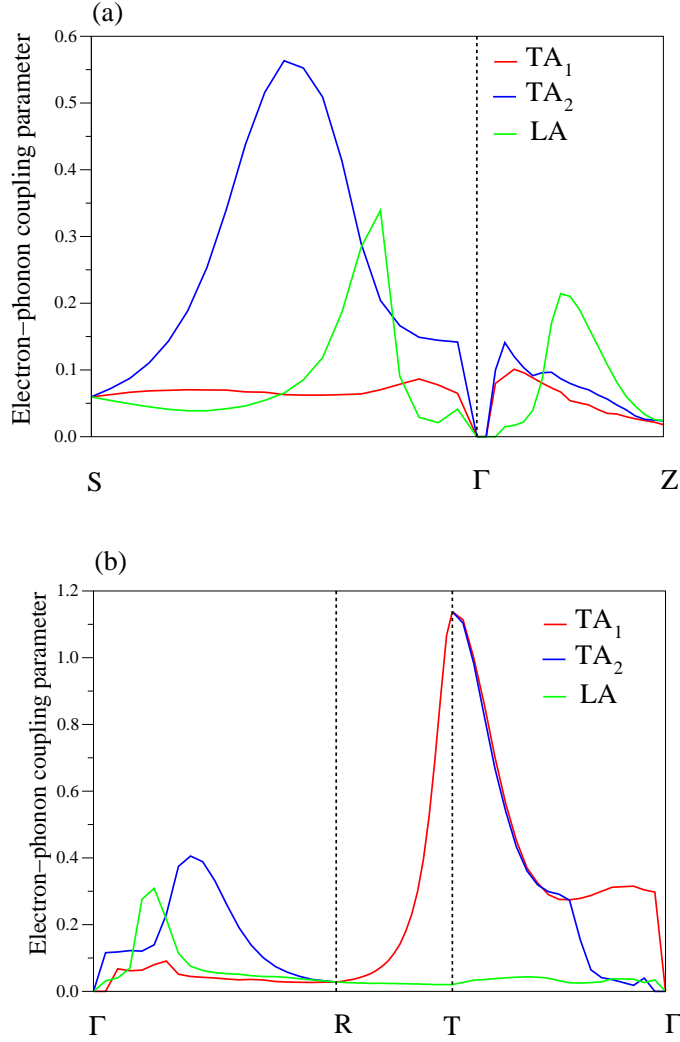 (a)
Electron−phonon coupling parameter
0.6
0.5
0.4
0.3
0.2
0.1
0.0
TA₁
TA₂
LA
S Γ Z
(b)
Electron−phonon coupling parameter
1.2
1.0
0.8
0.6
0.4
0.2
0.0
TA₁
TA₂
LA
Γ R T Γ